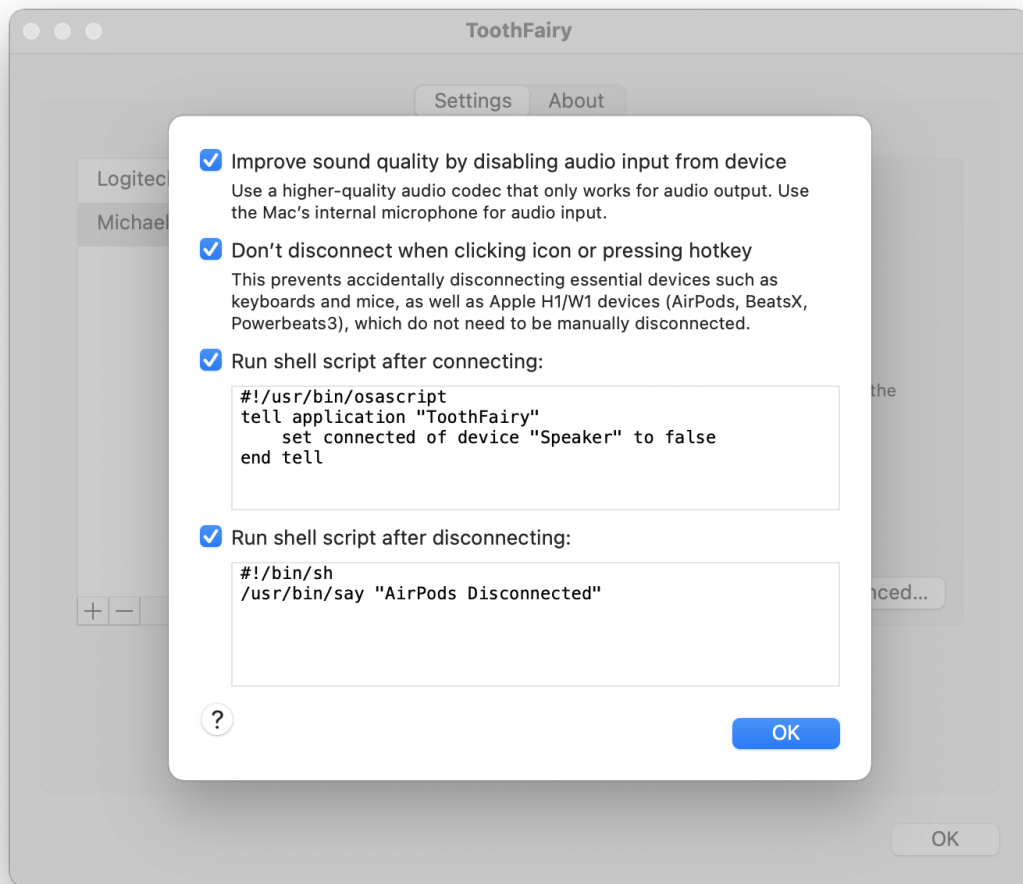 ToothFairy
Settings
About
Improve sound quality by disabling audio input from device
Use a higher-quality audio codec that only works for audio output. Use
the Mac’s internal microphone for audio input.
Don’t disconnect when clicking icon or pressing hotkey
This prevents accidentally disconnecting essential devices such as
keyboards and mice, as well as Apple H1/W1 devices (AirPods, BeatsX,
Powerbeats3), which do not need to be manually disconnected.
Michael
Run shell script after connecting:
#!/usr/bin/osascript
tell application "ToothFairy"
    set connected of device "Speaker" to false
end tell
the
Run shell script after disconnecting:
#!/bin/sh
/usr/bin/say "AirPods Disconnected"
?
OK
OK